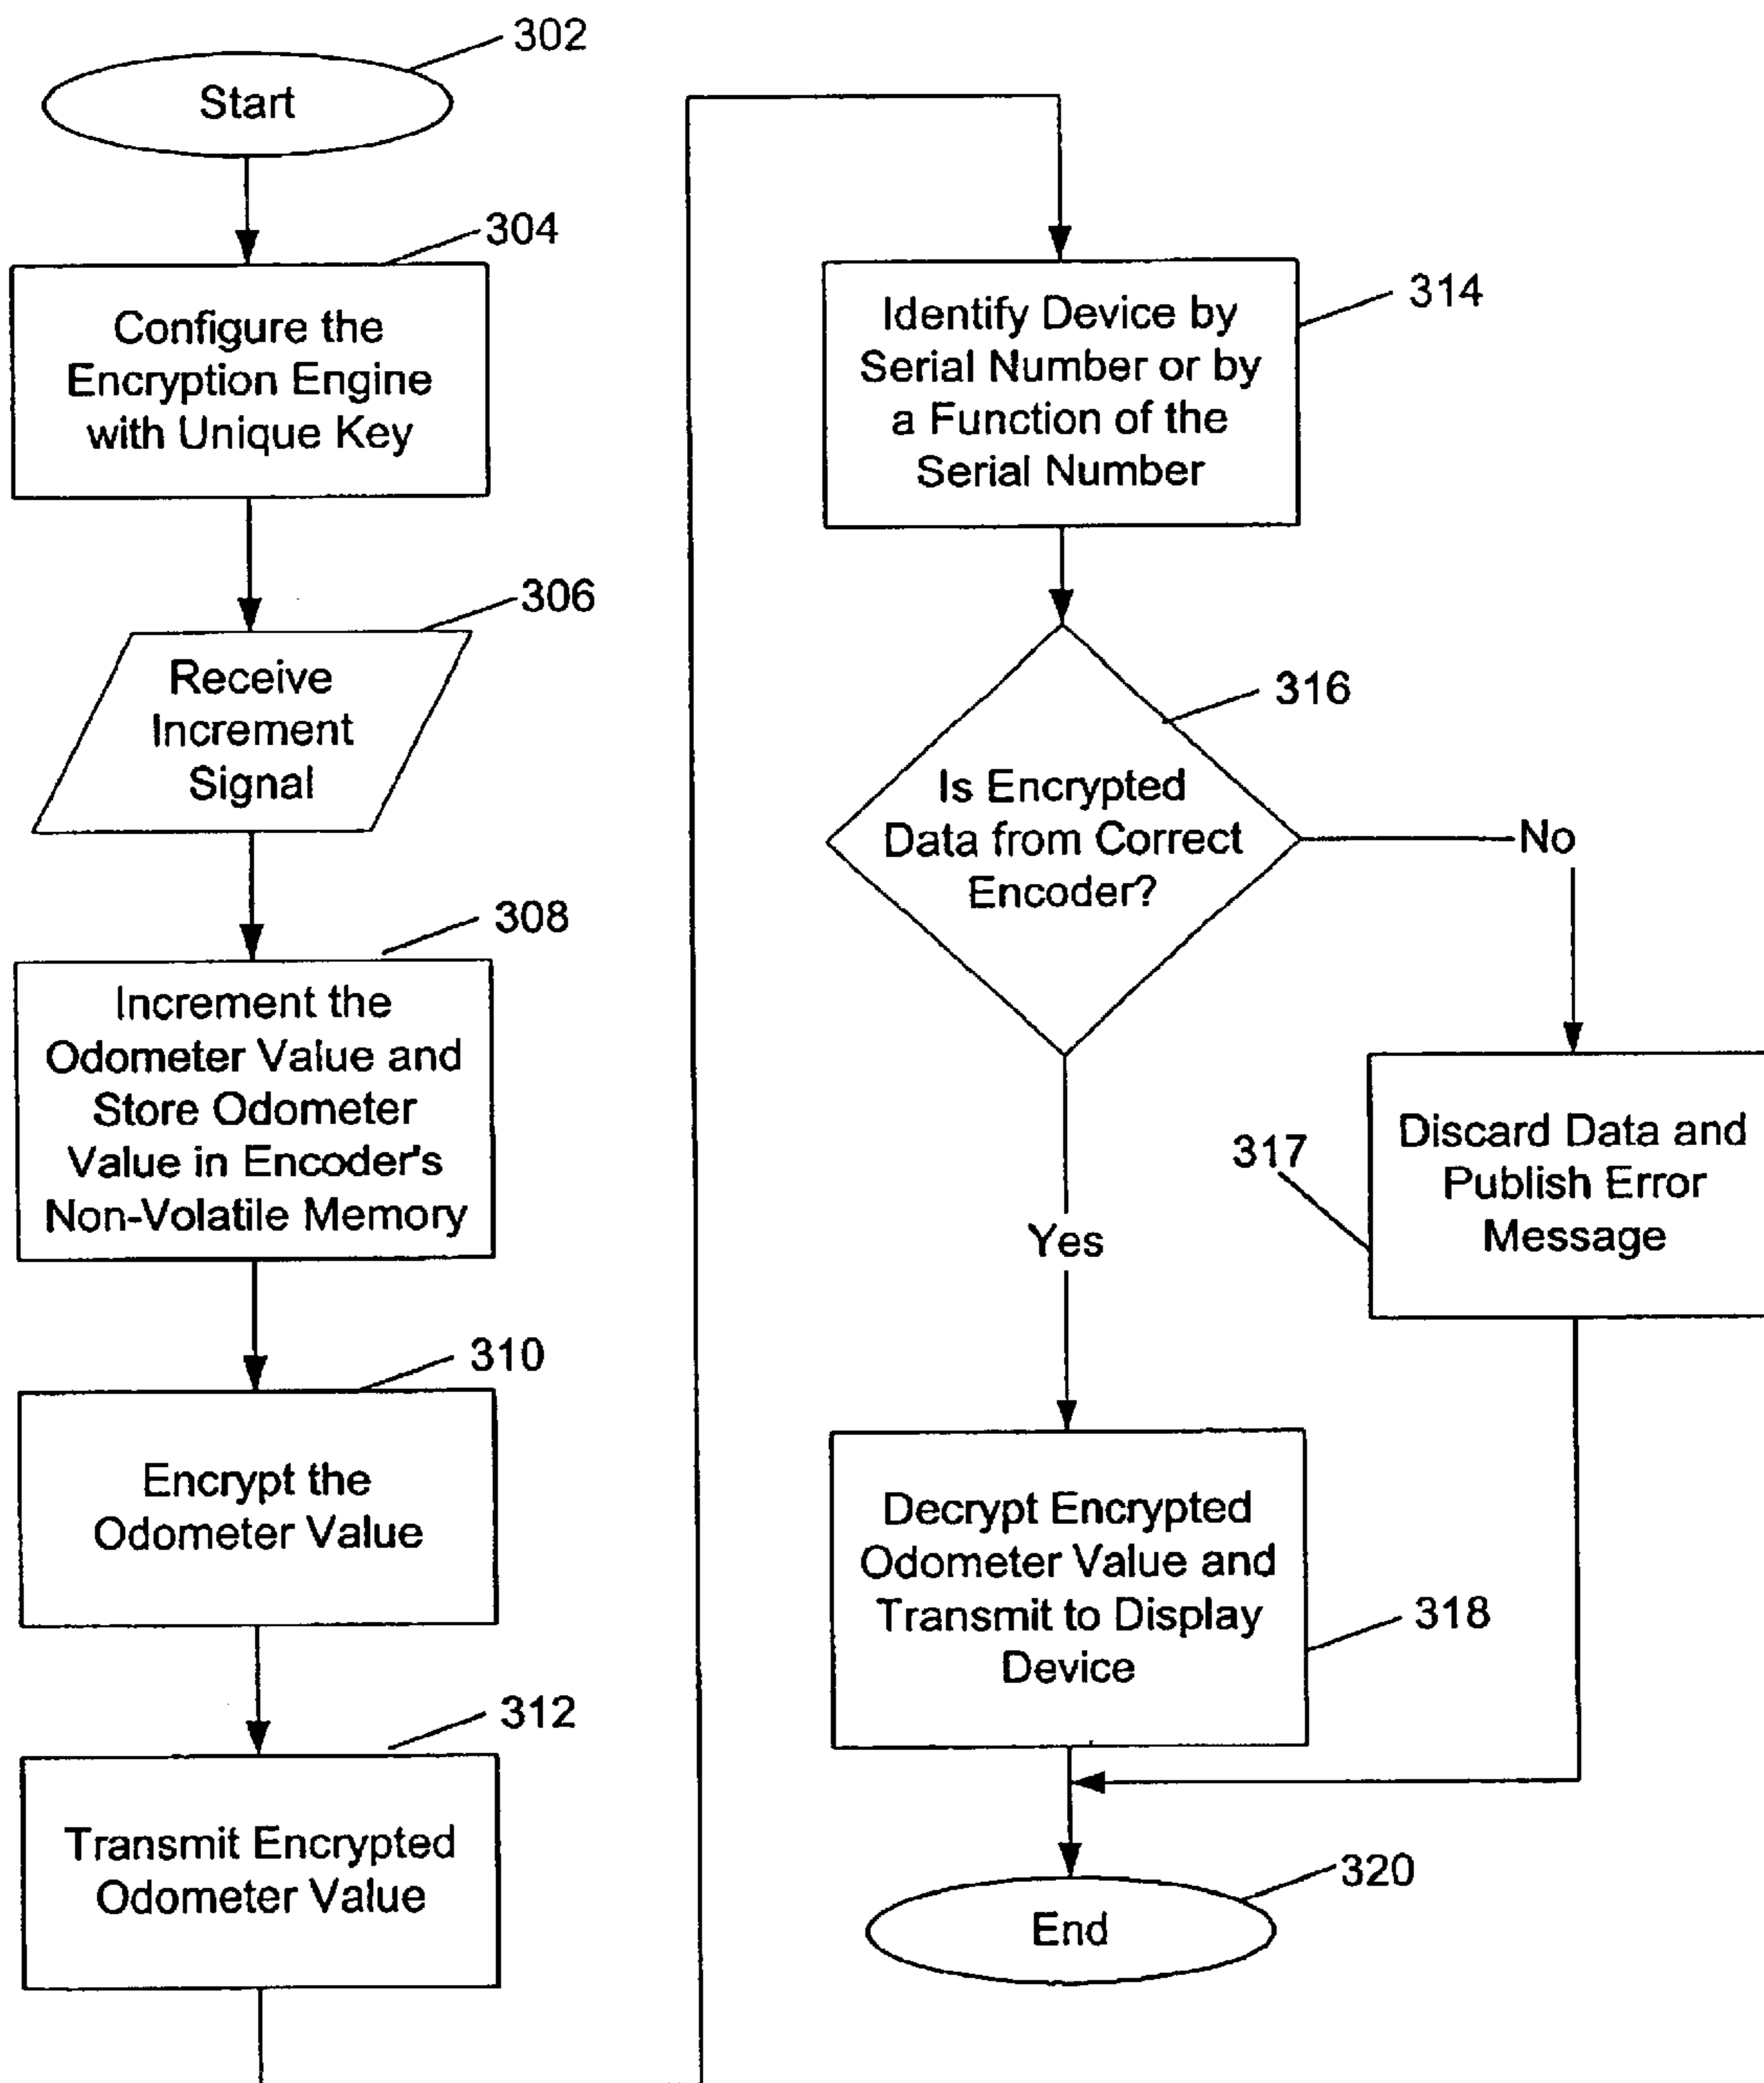 302
Start
304
Configure the
Encryption Engine
with Unique Key
306
Receive
Increment
Signal
308
Increment the
Odometer Value and
Store Odometer
Value in Encoder's
Non-Volatile Memory
310
Encrypt the
Odometer Value
312
Transmit Encrypted
Odometer Value
314
Identify Device by
Serial Number or by
a Function of the
Serial Number
316
Is Encrypted
Data from Correct
Encoder?
No
317
Discard Data and
Publish Error
Message
Yes
Decrypt Encrypted
Odometer Value and
Transmit to Display
Device
318
320
End